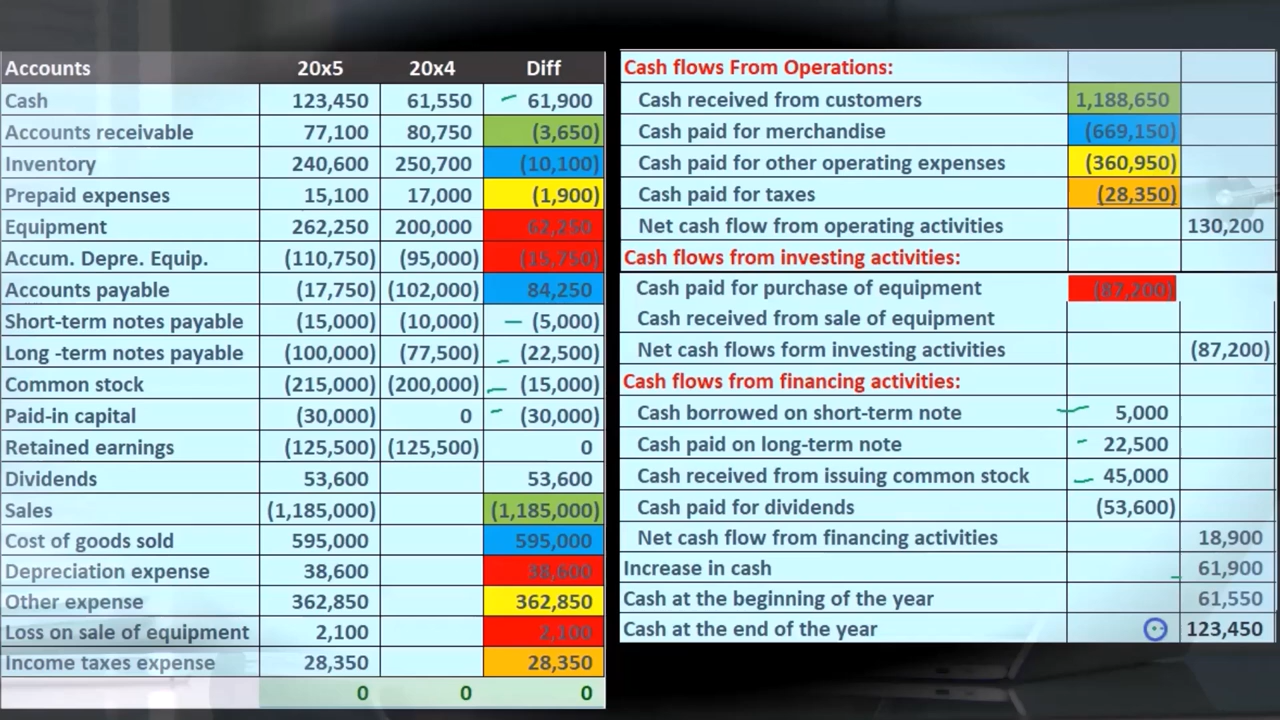 Accounts 20x5 20x4 Diff
Cash 123,450 61,550 61,900
Accounts receivable 77,100 80,750 (3,650)
Inventory 240,600 250,700 (10,100)
Prepaid expenses 15,100 17,000 (1,900)
Equipment 262,250 200,000 62,250
Accum. Depre. Equip. (110,750) (95,000) (15,750)
Accounts payable (17,750) (102,000) 84,250
Short-term notes payable (15,000) (10,000) (5,000)
Long -term notes payable (100,000) (77,500) (22,500)
Common stock (215,000) (200,000) (15,000)
Paid-in capital (30,000) 0 (30,000)
Retained earnings (125,500) (125,500) 0
Dividends 53,600 53,600
Sales (1,185,000) (1,185,000)
Cost of goods sold 595,000 595,000
Depreciation expense 38,600 38,600
Other expense 362,850 362,850
Loss on sale of equipment 2,100 2,100
Income taxes expense 28,350 28,350
0 0 0
Cash flows From Operations:
Cash received from customers 1,188,650
Cash paid for merchandise (669,150)
Cash paid for other operating expenses (360,950)
Cash paid for taxes (28,350)
Net cash flow from operating activities 130,200
Cash flows from investing activities:
Cash paid for purchase of equipment (87,200)
Cash received from sale of equipment
Net cash flows form investing activities (87,200)
Cash flows from financing activities:
Cash borrowed on short-term note 5,000
Cash paid on long-term note 22,500
Cash received from issuing common stock 45,000
Cash paid for dividends (53,600)
Net cash flow from financing activities 18,900
Increase in cash 61,900
Cash at the beginning of the year 61,550
Cash at the end of the year 123,450